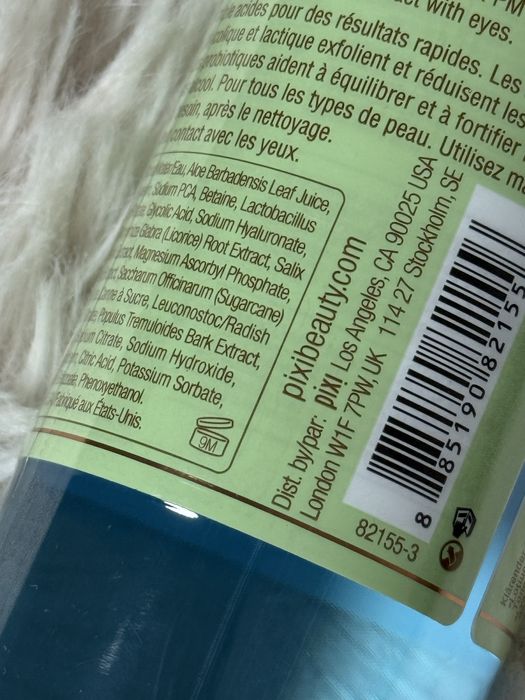 with eyes.
acides pour des résultats rapides. Les
et lactique exfolient et réduisent les
aident à équilibrer et à fortifier
Pour tous les types de peau. Utilisez
après le nettoyage.
contact avec les yeux.
Aloe Barbadensis Leaf Juice,
Sodium PCA, Betaine, Lactobacillus
Glycolic Acid, Sodium Hyaluronate,
Glabra (Licorice) Root Extract, Salix
Magnesium Ascorbyl Phosphate,
Saccharum Officinarum (Sugarcane)
à Sucre, Leuconostoc/Radish
Populus Tremuloides Bark Extract,
Citrate, Sodium Hydroxide,
Citric Acid, Potassium Sorbate,
Phenoxyethanol.
aux États-Unis.
9M
pixibeauty.com
Dist. by/par: pixi Los Angeles, CA 90025 USA
London W1F 7PW, UK 114 27 Stockholm, SE
8 85190 82155
82155-3